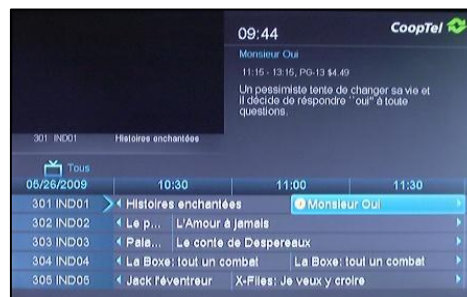 09:44
CoopTel
Monsieur Oui
11:15 - 13:15, PG-13 $4.49
Un pessimiste tente de changer sa vie et
il décide de répondre ``oui'' à toute
questions.
301 IND01 Histoires enchantées
Tous
05/26/2009 10:30 11:00 11:30
301 IND01 Histoires enchantées Monsieur Oui
302 IND02 Le p... L'Amour à jamais
303 IND03 Pala... Le conte de Despereaux
304 IND04 La Boxe: tout un combat La Boxe: tout un combat
305 IND05 Jack l'éventreur X-Files: Je veux y croire